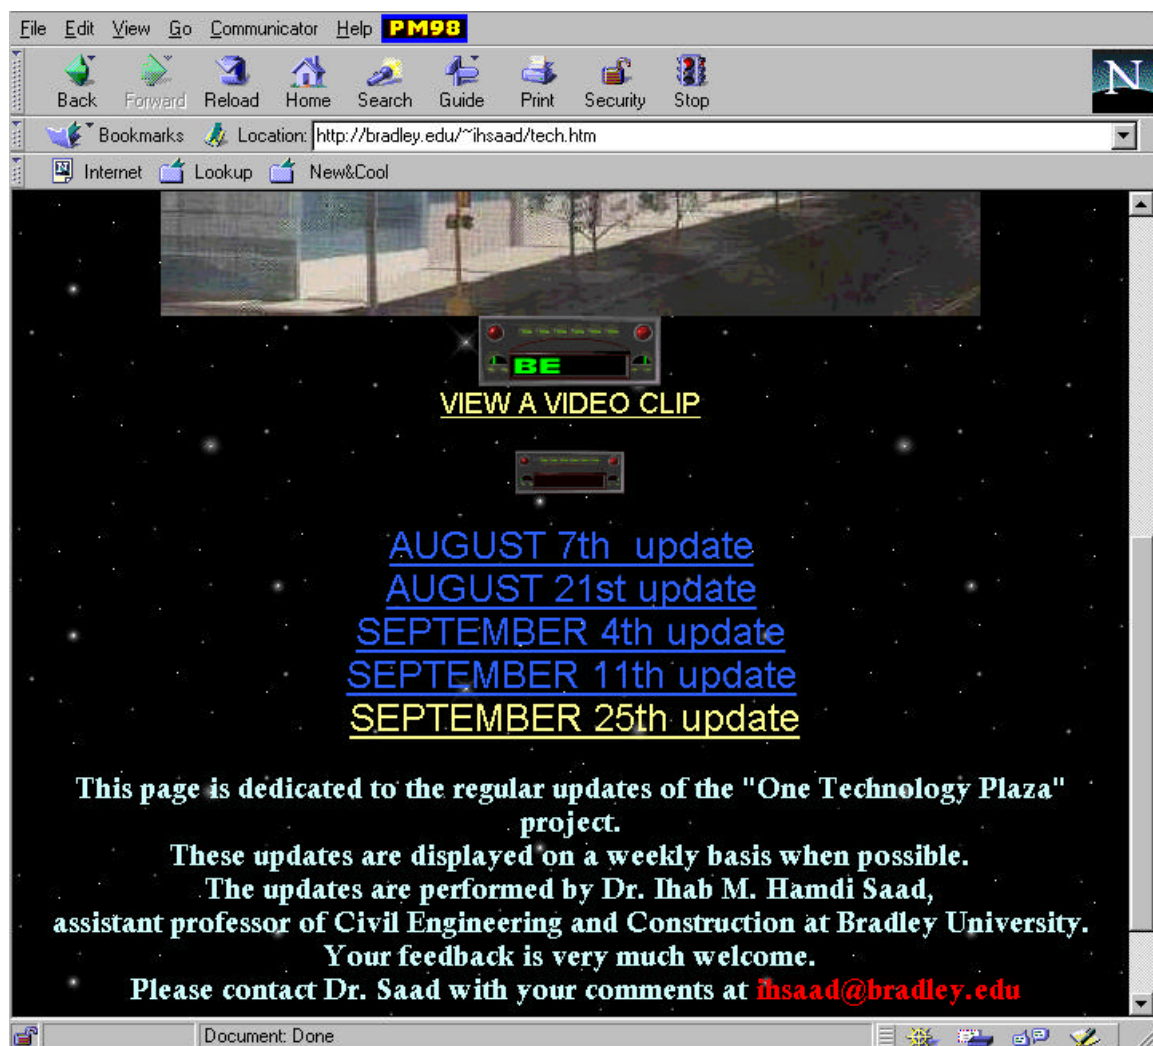 File Edit View Go Communicator Help PM98
Back Forward Reload Home Search Guide Print Security Stop
N
Bookmarks Location: http://bradley.edu/~ihsaad/tech.htm
Internet Lookup New&Cool
BE
VIEW A VIDEO CLIP
AUGUST 7th update
AUGUST 21st update
SEPTEMBER 4th update
SEPTEMBER 11th update
SEPTEMBER 25th update
This page is dedicated to the regular updates of the "One Technology Plaza"
project.
These updates are displayed on a weekly basis when possible.
The updates are performed by Dr. Ihab M. Hamdi Saad,
assistant professor of Civil Engineering and Construction at Bradley University.
Your feedback is very much welcome.
Please contact Dr. Saad with your comments at ihsaad@bradley.edu
Document: Done